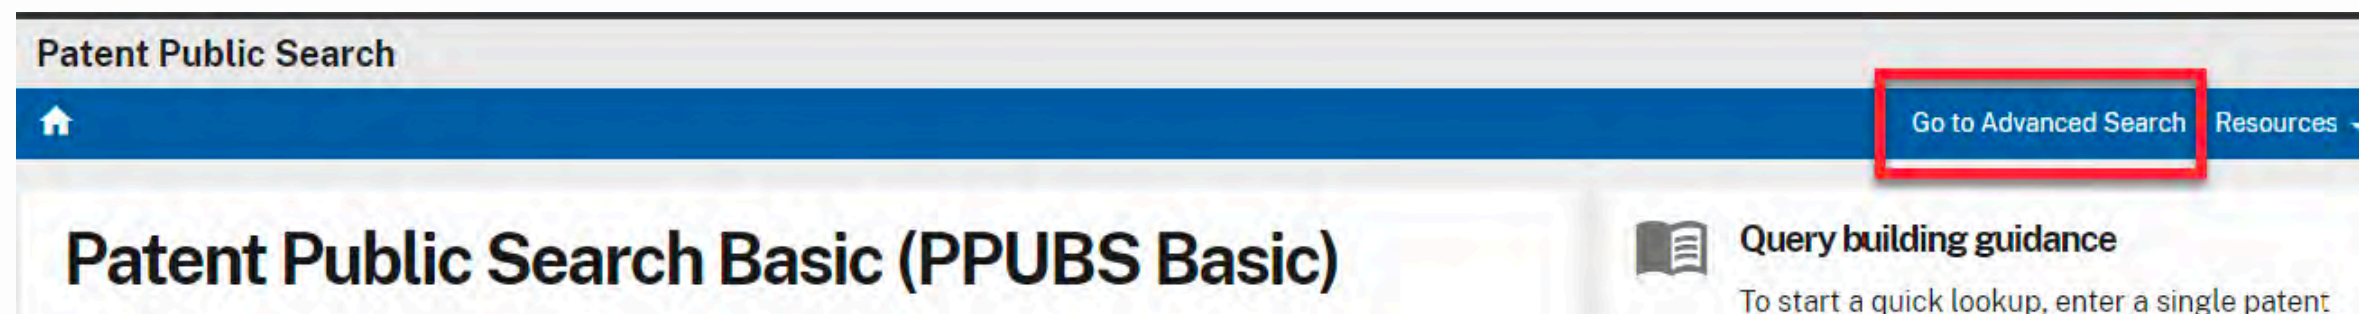 Patent Public Search
Go to Advanced Search Resources
Patent Public Search Basic (PPUBS Basic)
Query building guidance
To start a quick lookup, enter a single patent